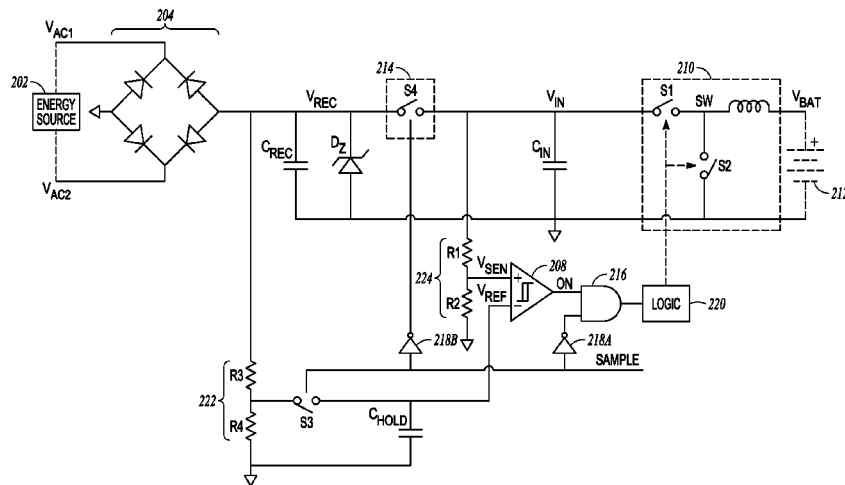 204
V_AC1
202
ENERGY
SOURCE
V_AC2
V_REC
C_REC
D_Z
214
S4
V_IN
C_IN
210
S1
SW
S2
V_BAT
+
212
224
R1
R2
V_SEN
V_REF
+
−
208
ON
216
LOGIC
220
218B
218A
SAMPLE
222
R3
R4
S3
C_HOLD